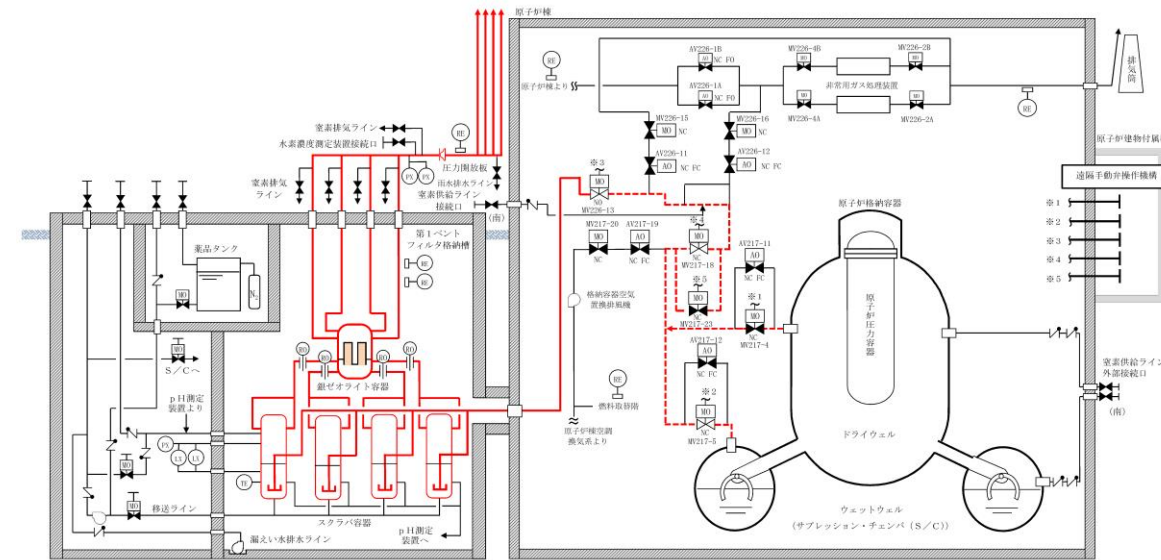 原子炉棟
RE
原子炉棟より
AV226-1B
AO
NC FO
AV226-1A
AO
NC FO
MV226-4B
MO
MV226-2B
MO
非常用ガス処理装置
MO
MO
MV226-4A
MV226-2A
RE
排気筒
MV226-15
MO
NC
MV226-16
MO
NC
AV226-11
AO
NC FC
AV226-12
AO
NC FC
原子炉建物付属
遠隔手動弁操作機構
※1
※2
※3
※4
※5
窒素排気ライン
水素濃度測定装置接続口
RE
圧力開放板
PX
PX
雨水排水ライン
窒素排気
ライン
窒素供給ライン
接続口
(南)
※3
MO
NO
MV226-13
MV217-20
MO
NC
AV217-19
AO
NC FC
※4
MO
NC
MV217-18
※5
MO
NC
MV217-23
AV217-11
AO
NC FC
※1
MO
NC
MV217-4
AV217-12
AO
NC FC
※2
MO
NC
MV217-5
格納容器空気
置換排風機
RE
燃料取替階
原子炉棟空調
換気系より
原子炉格納容器
原子炉圧力容器
ドライウェル
ウェットウェル
(サプレッション・チェンバ(S/C))
窒素供給ライン
外部接続口
(南)
第1ベント
フィルタ格納槽
RE
RE
薬品タンク
MO
N₂
MO
S/Cへ
RO
RO
RO
RO
銀ゼオライト容器
pH測定
装置より
PX
LX
LX
TE
MO
MO
移送ライン
スクラバ容器
漏えい水排水ライン
pH測定
装置へ